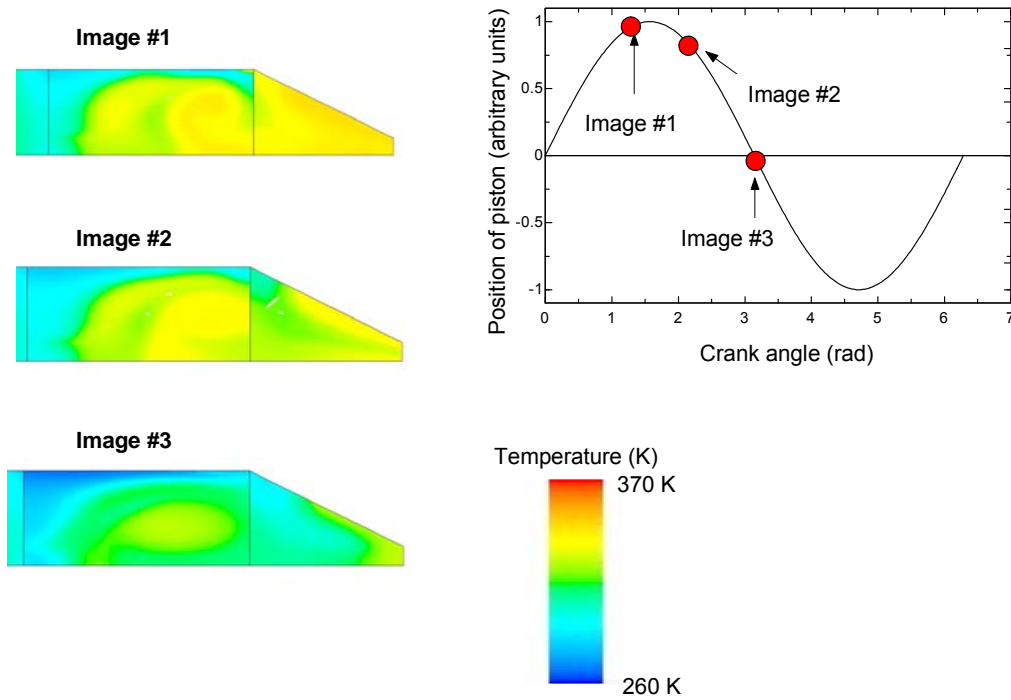 Image #1
Image #2
Image #3
Position of piston (arbitrary units)
1
0.5
0
-0.5
-1
0 1 2 3 4 5 6 7
Crank angle (rad)
Image #1
Image #2
Image #3
Temperature (K)
370 K
260 K